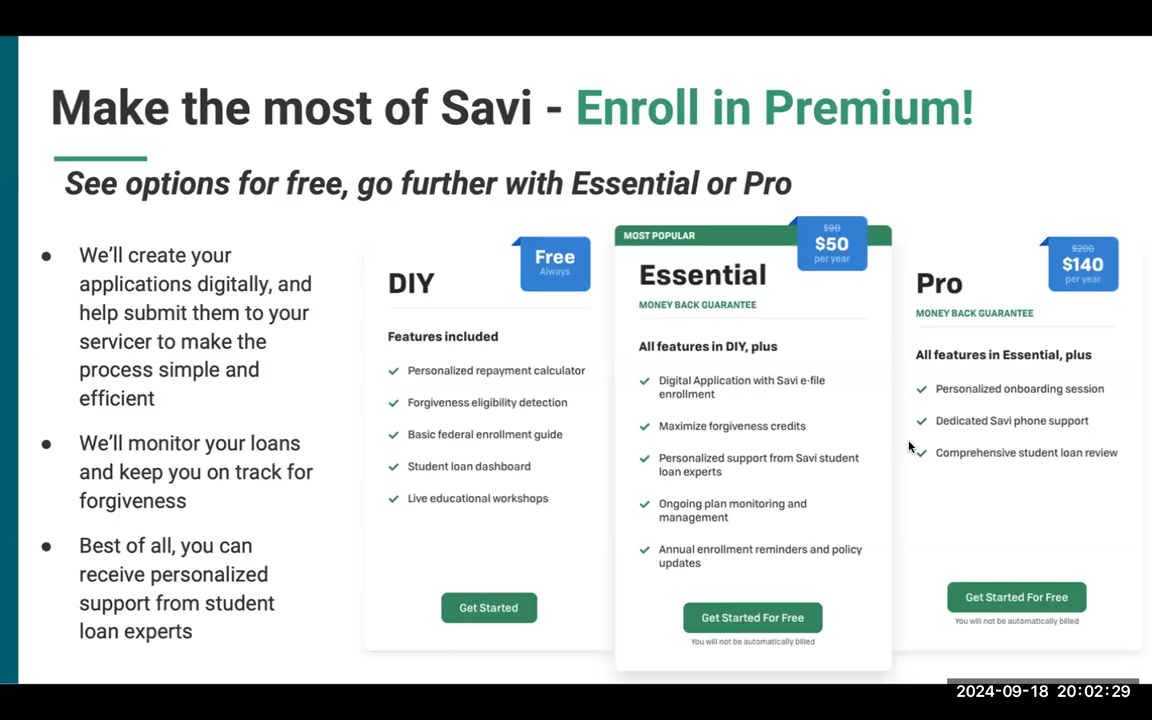 Make the most of Savi - Enroll in Premium!
See options for free, go further with Essential or Pro
● We’ll create your
applications digitally, and
help submit them to your
servicer to make the
process simple and
efficient
● We’ll monitor your loans
and keep you on track for
forgiveness
● Best of all, you can
receive personalized
support from student
loan experts
Free
Always
DIY
Features included
Personalized repayment calculator
Forgiveness eligibility detection
Basic federal enrollment guide
Student loan dashboard
Live educational workshops
Get Started
MOST POPULAR
$90
$50
per year
Essential
MONEY BACK GUARANTEE
All features in DIY, plus
Digital Application with Savi e-file
enrollment
Maximize forgiveness credits
Personalized support from Savi student
loan experts
Ongoing plan monitoring and
management
Annual enrollment reminders and policy
updates
Get Started For Free
You will not be automatically billed
$200
$140
per year
Pro
MONEY BACK GUARANTEE
All features in Essential, plus
Personalized onboarding session
Dedicated Savi phone support
Comprehensive student loan review
Get Started For Free
You will not be automatically billed
2024-09-18 20:02:29